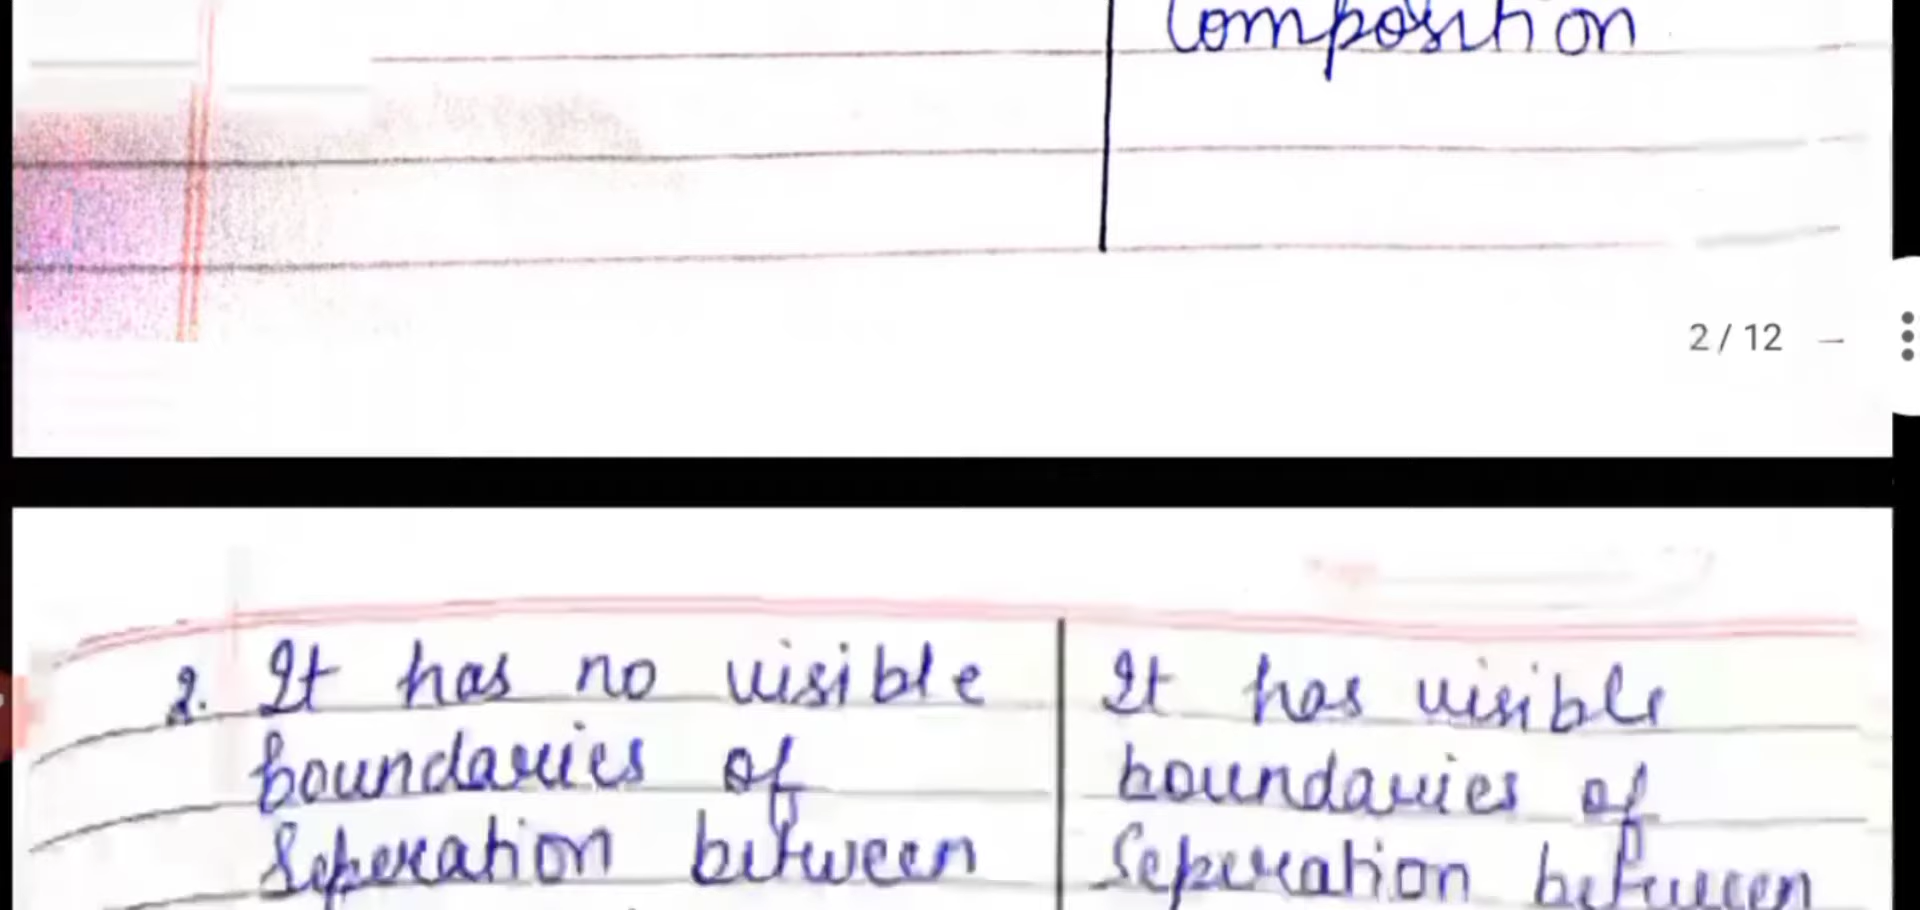 Composition
2 / 12
2. It has no visible
boundaries of
Seperation between
It has visible
boundaries of
Seperation between